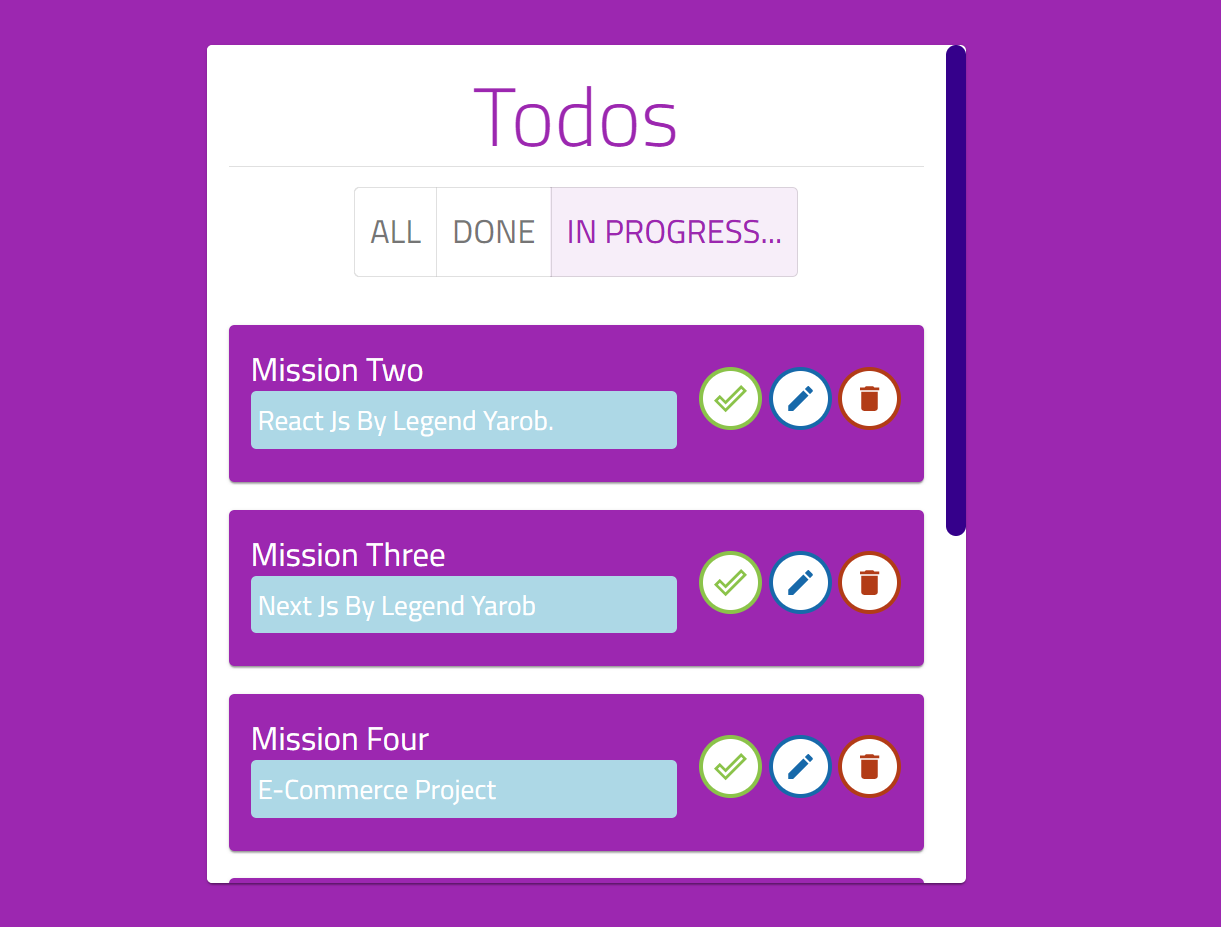 Todos
ALL
DONE
IN PROGRESS...
Mission Two
React Js By Legend Yarob.
Mission Three
Next Js By Legend Yarob
Mission Four
E-Commerce Project